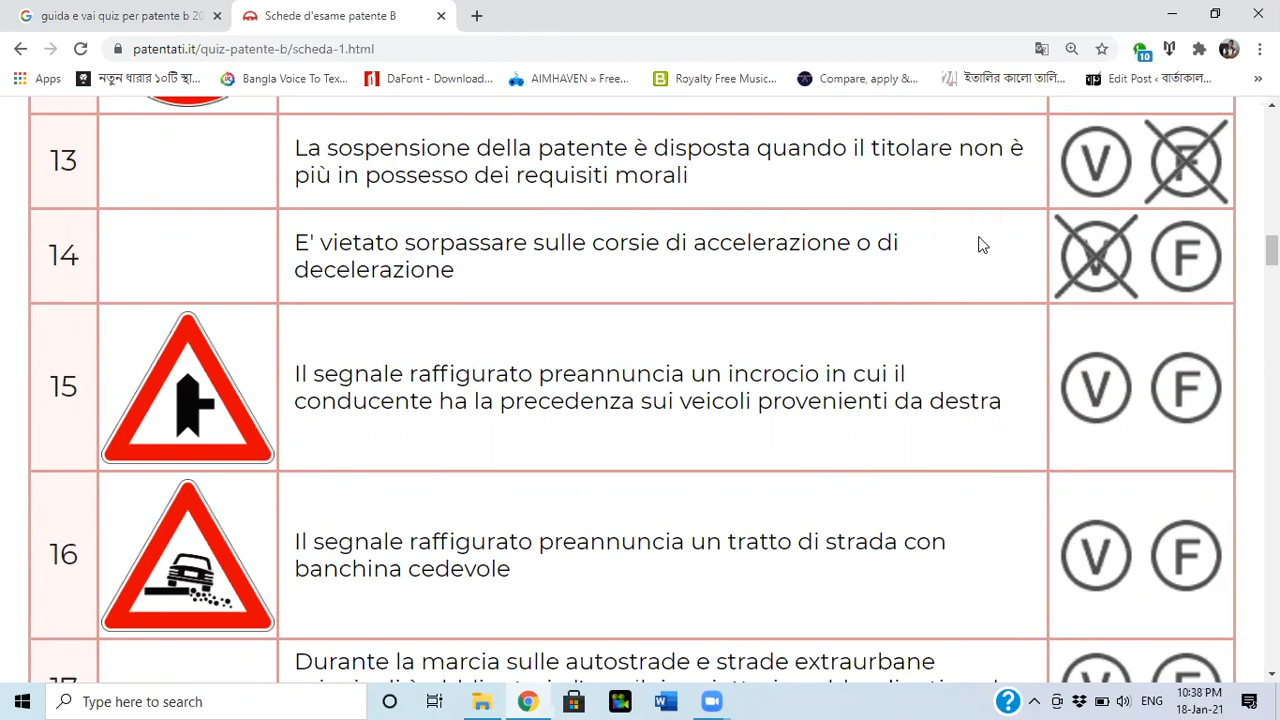 guida e vai quiz per patente b 20
Schede d'esame patente B
patentati.it/quiz-patente-b/scheda-1.html
10
Apps
নতুন ধারার ১০টি স্থা...
Bangla Voice To Tex...
DaFont - Download...
AIMHAVEN » Free...
Royalty Free Music...
Compare, apply &...
ইতালির কালো তালি...
Edit Post ‹ বার্তাকাল...
13
La sospensione della patente è disposta quando il titolare non è
più in possesso dei requisiti morali
V F
14
E' vietato sorpassare sulle corsie di accelerazione o di
decelerazione
V F
15
Il segnale raffigurato preannuncia un incrocio in cui il
conducente ha la precedenza sui veicoli provenienti da destra
V F
16
Il segnale raffigurato preannuncia un tratto di strada con
banchina cedevole
V F
Durante la marcia sulle autostrade e strade extraurbane
Type here to search
ENG
10:38 PM
18-Jan-21